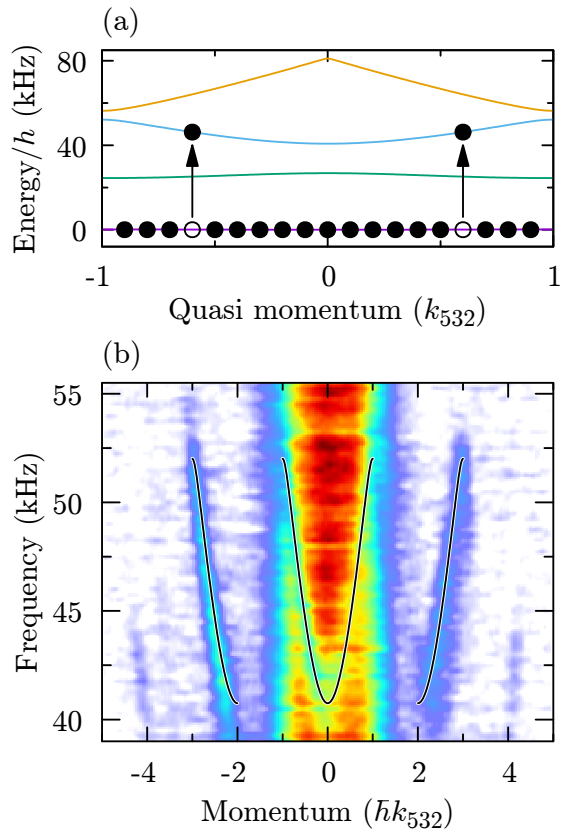 (a)
Energy/h (kHz)
80
40
0
-1 0 1
Quasi momentum (k532)
(b)
Frequency (kHz)
55
50
45
40
-4 -2 0 2 4
Momentum (ħk532)